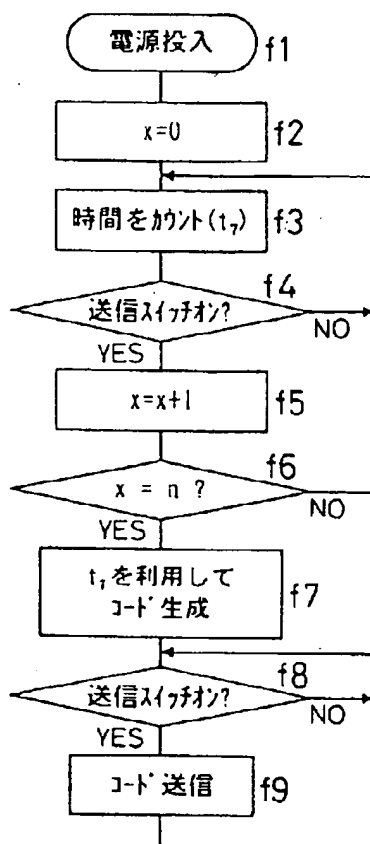 電源投入 f1
x=0 f2
時間をカウント(t₇) f3
送信スイッチオン? f4
NO
YES
x=x+1 f5
x = n ? f6
NO
YES
t₇を利用して
コード生成 f7
送信スイッチオン? f8
NO
YES
コード送信 f9